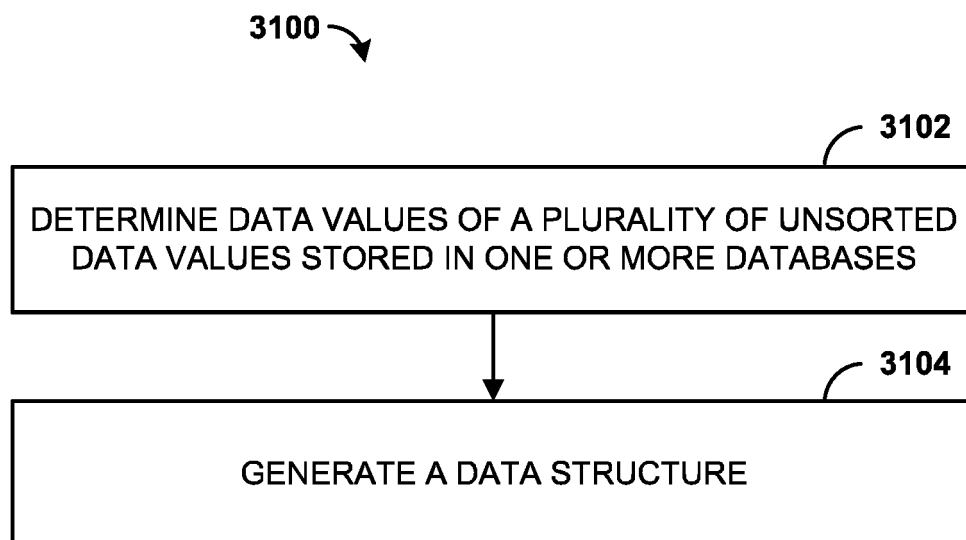 3100
3102
DETERMINE DATA VALUES OF A PLURALITY OF UNSORTED
DATA VALUES STORED IN ONE OR MORE DATABASES
3104
GENERATE A DATA STRUCTURE